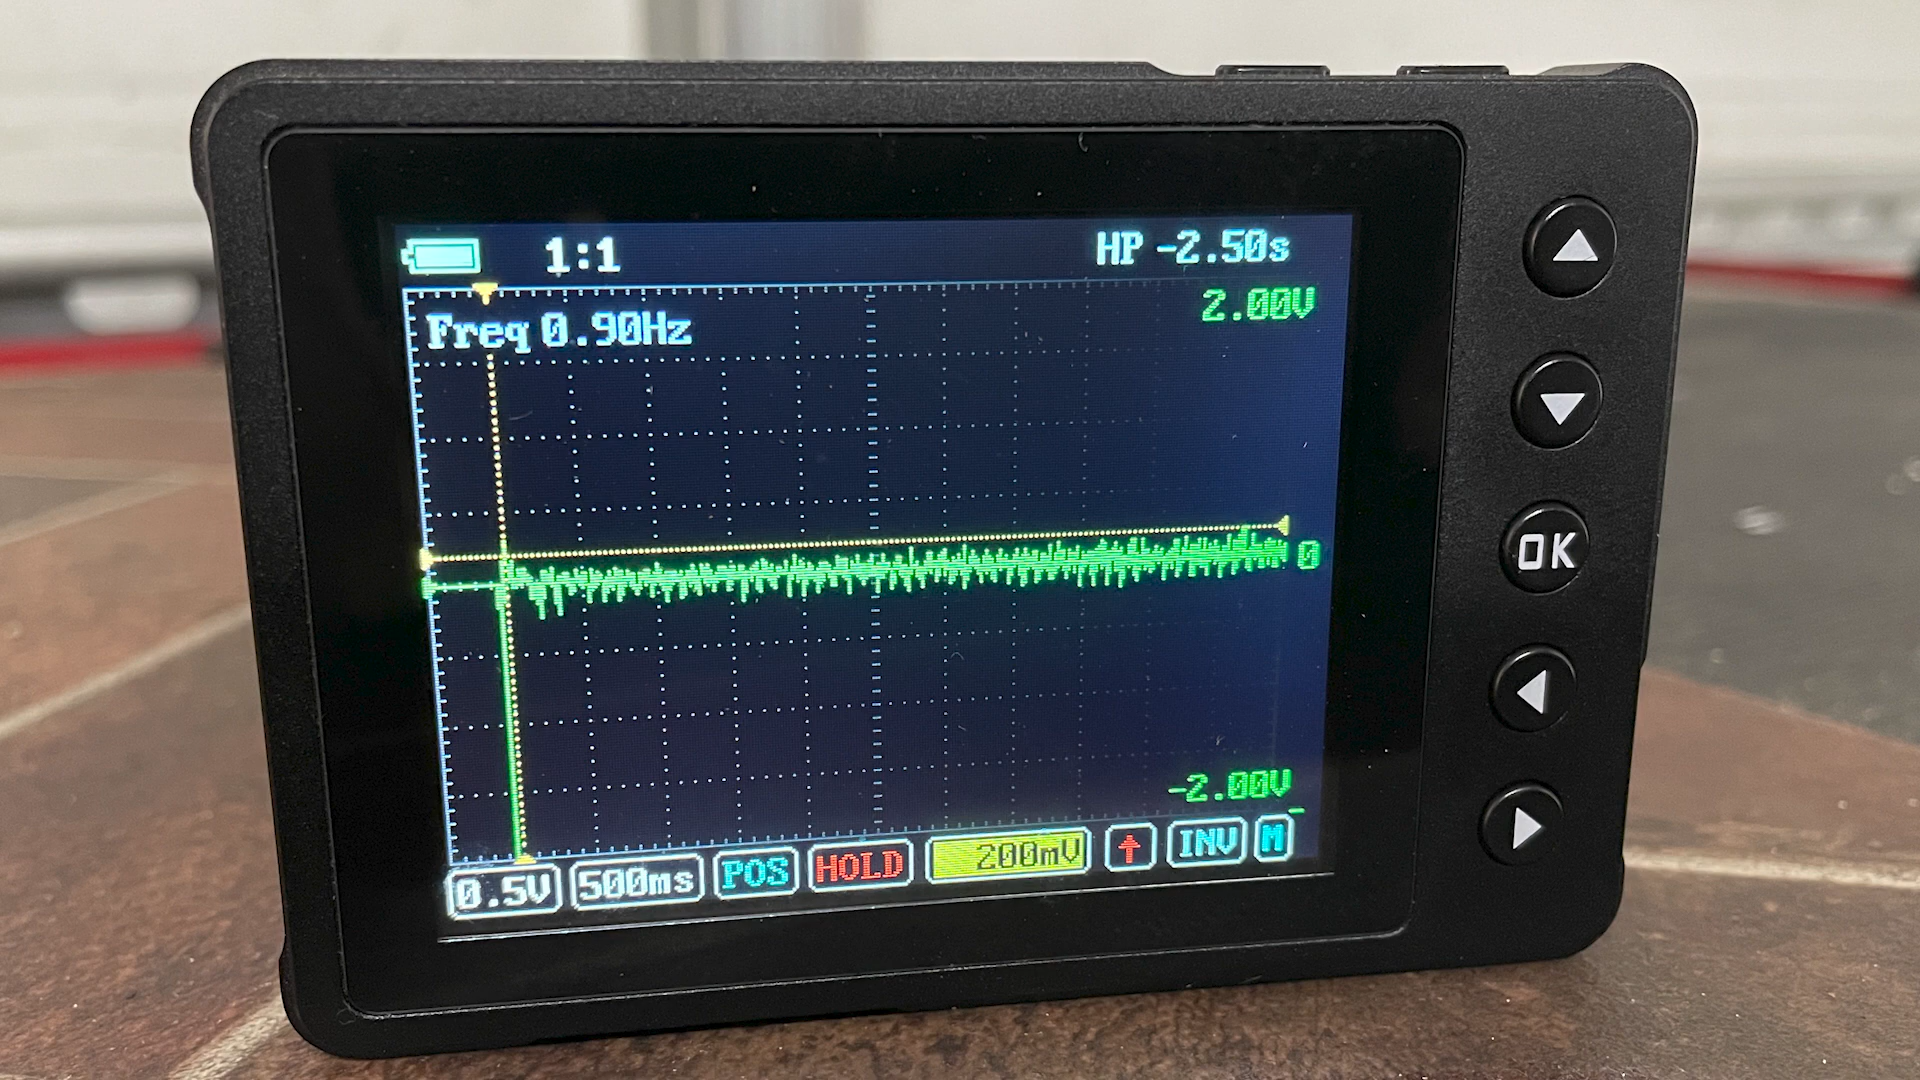 1:1 HP -2.50s
2.00V
Freq 0.90Hz
0
-2.00V
0.5V 500ms POS HOLD 200mV ↑ INV M
OK